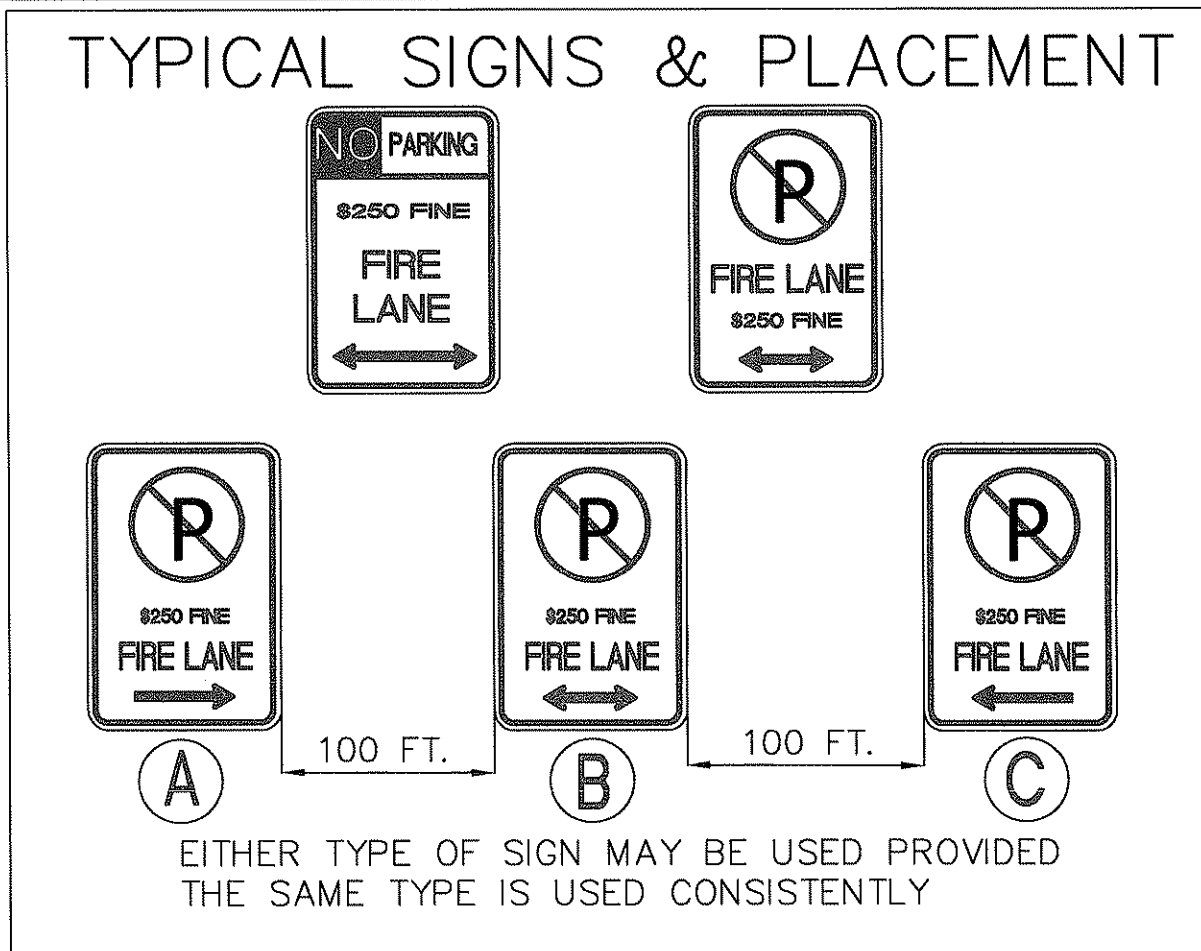 TYPICAL SIGNS & PLACEMENT
NO PARKING
$250 FINE
FIRE
LANE
P
FIRE LANE
$250 FINE
P
$250 FINE
FIRE LANE
P
$250 FINE
FIRE LANE
P
$250 FINE
FIRE LANE
A
100 FT.
B
100 FT.
C
EITHER TYPE OF SIGN MAY BE USED PROVIDED
THE SAME TYPE IS USED CONSISTENTLY